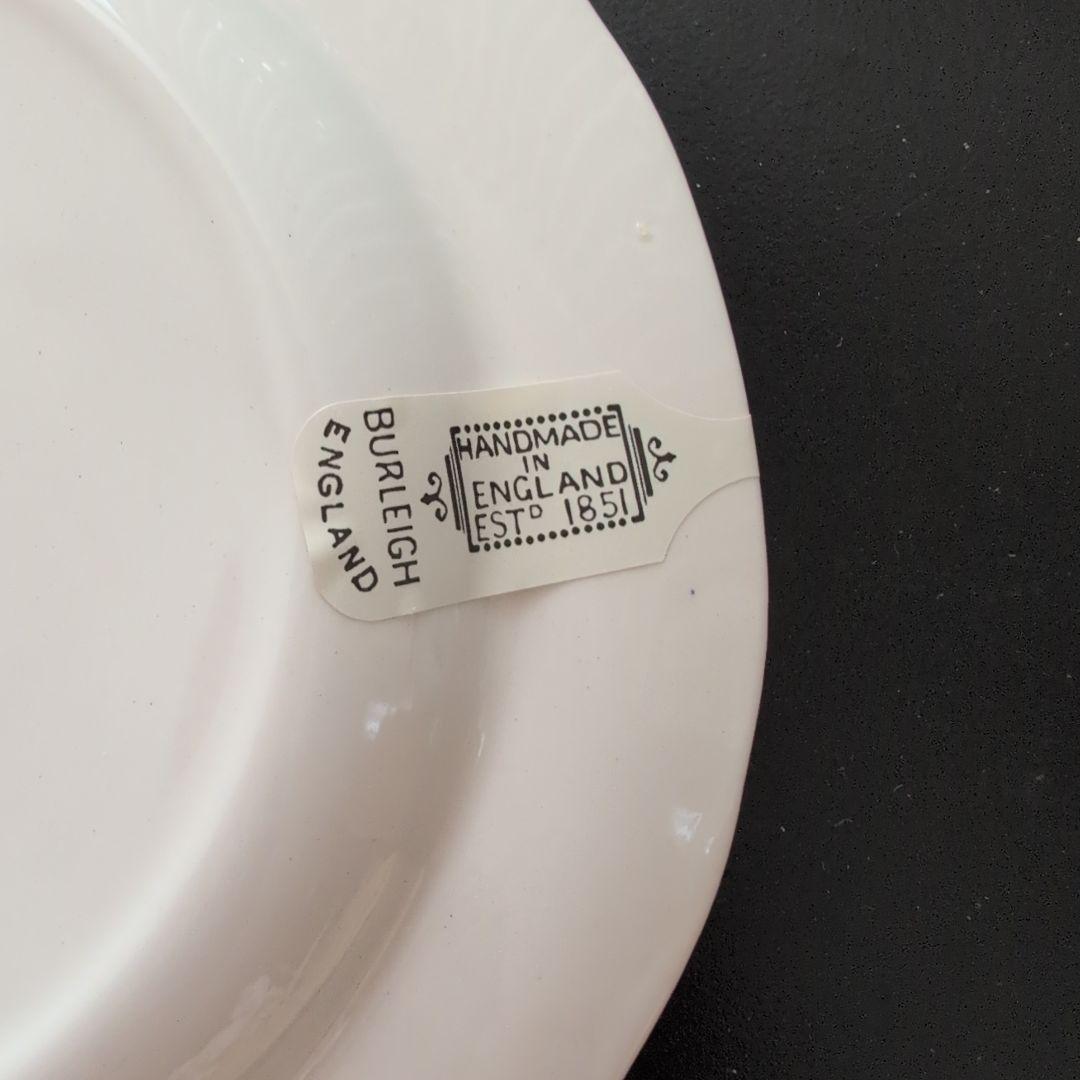 HANDMADE
IN
ENGLAND
ESTD 1851
BURLEIGH
ENGLAND